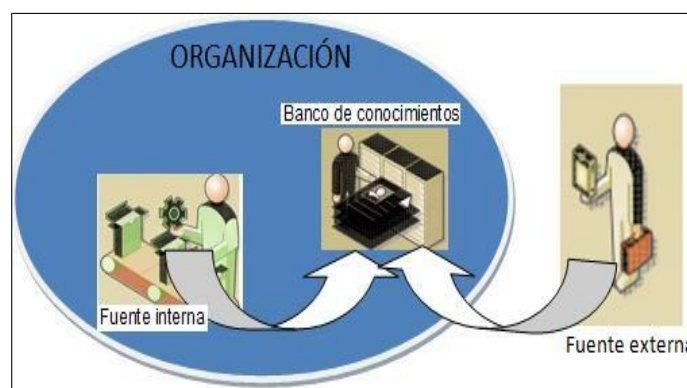 ORGANIZACIÓN
Banco de conocimientos
Fuente interna
Fuente externa